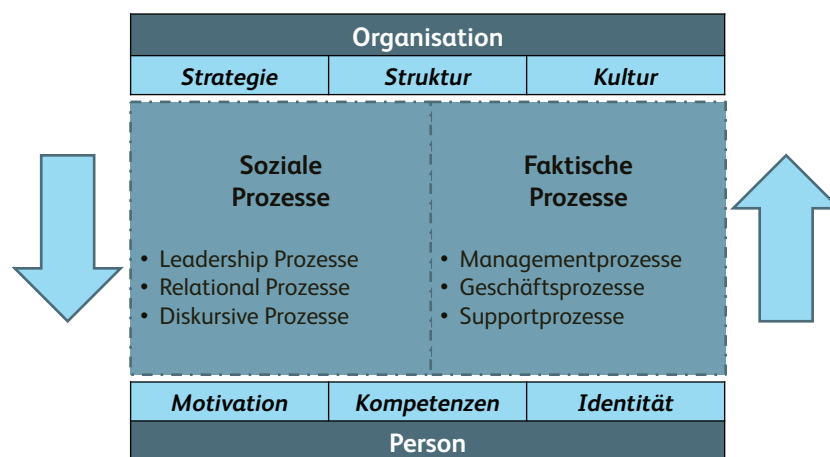 Organisation
Strategie Struktur Kultur
Soziale
Prozesse
• Leadership Prozesse
• Relational Prozesse
• Diskursive Prozesse
Faktische
Prozesse
• Managementprozesse
• Geschäftsprozesse
• Supportprozesse
Motivation Kompetenzen Identität
Person